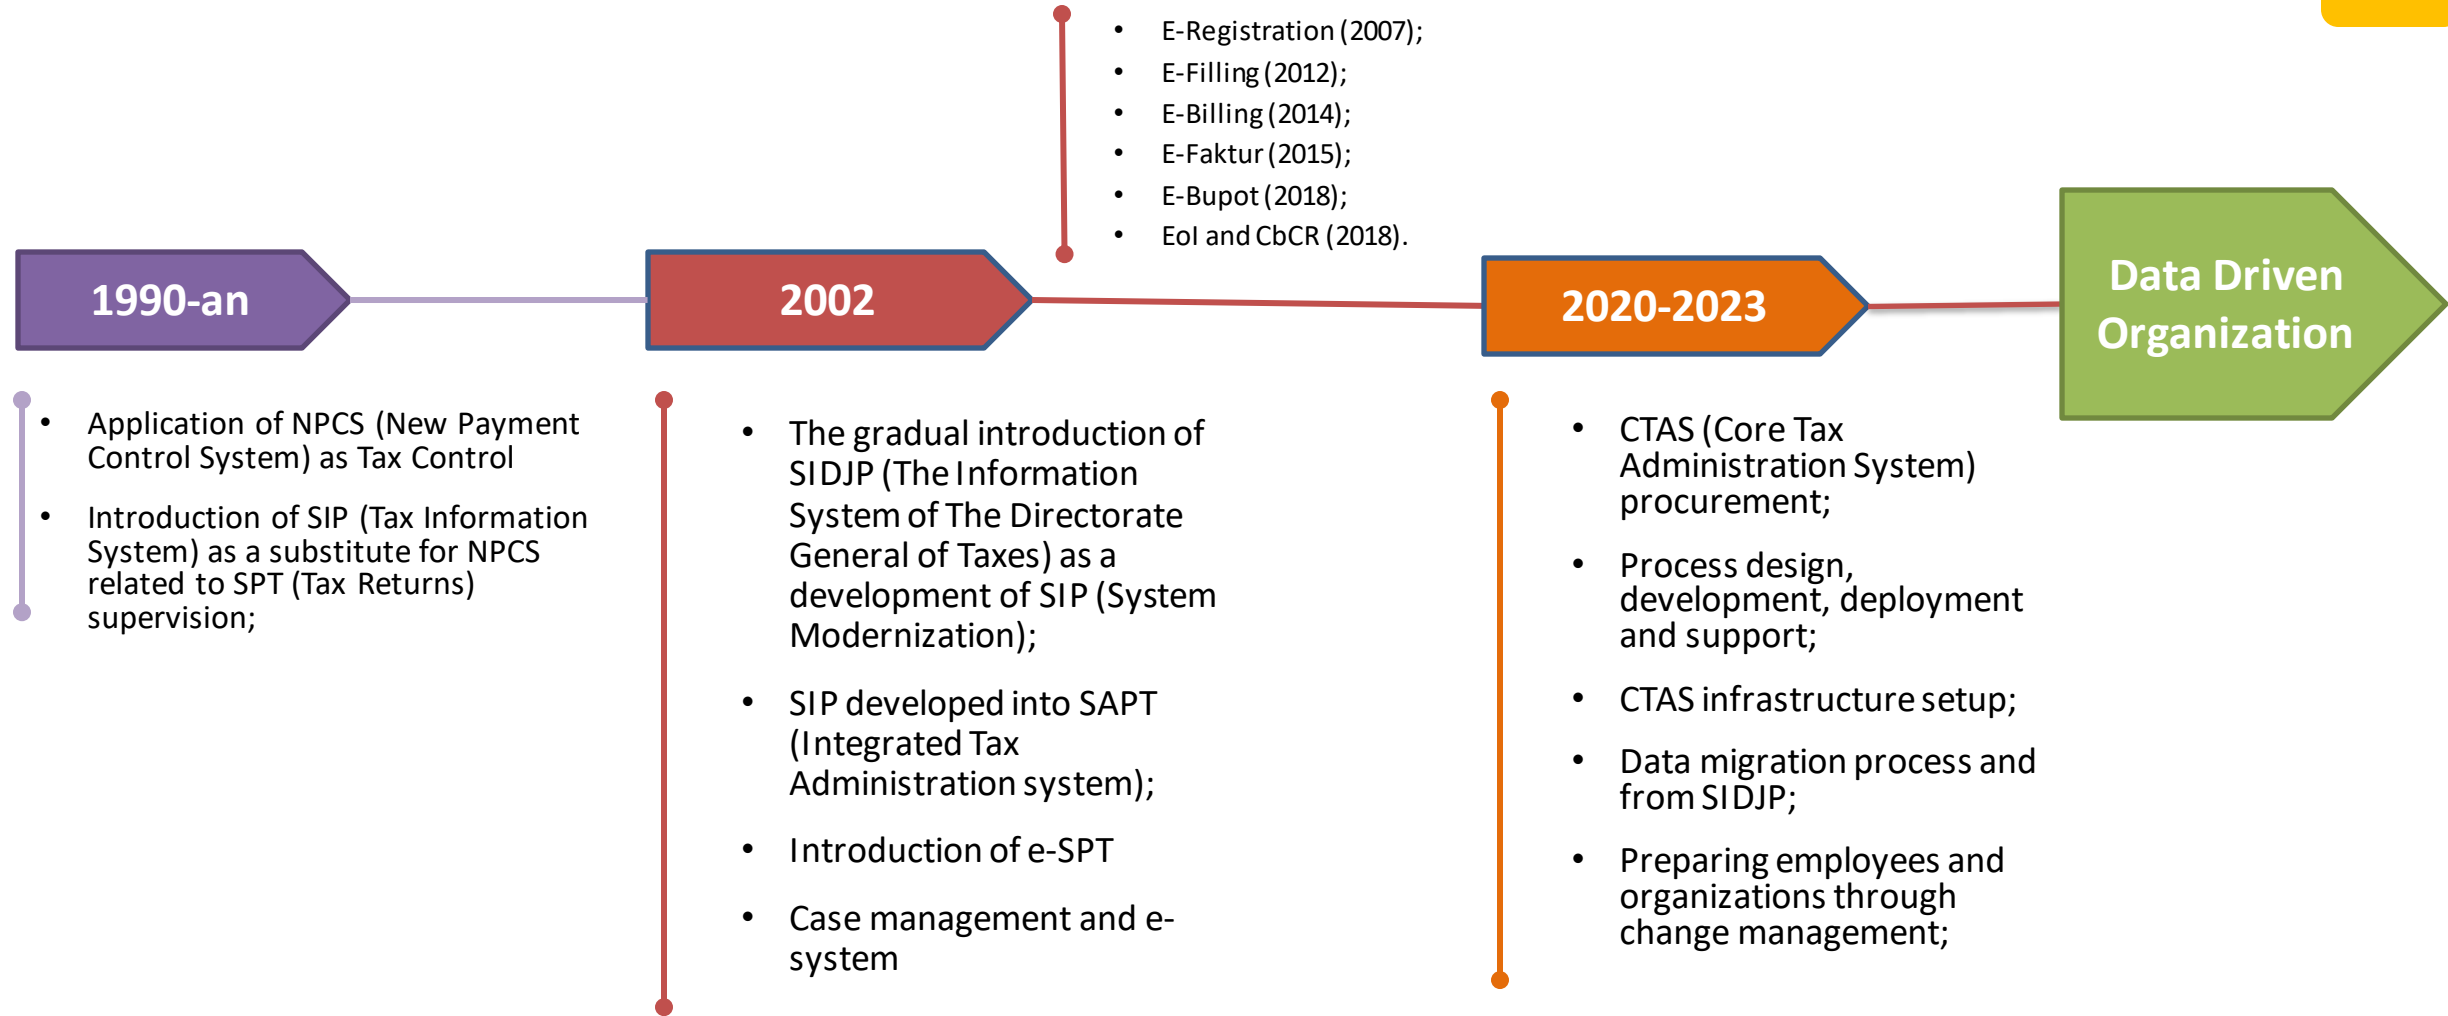 • E-Registration (2007);
• E-Filling (2012);
• E-Billing (2014);
• E-Faktur (2015);
• E-Bupot (2018);
• EoI and CbCR (2018).
1990-an
2002
2020-2023
Data Driven
Organization
• Application of NPCS (New Payment
Control System) as Tax Control
• Introduction of SIP (Tax Information
System) as a substitute for NPCS
related to SPT (Tax Returns)
supervision;
• The gradual introduction of
SIDJP (The Information
System of The Directorate
General of Taxes) as a
development of SIP (System
Modernization);
• SIP developed into SAPT
(Integrated Tax
Administration system);
• Introduction of e-SPT
• Case management and e-
system
• CTAS (Core Tax
Administration System)
procurement;
• Process design,
development, deployment
and support;
• CTAS infrastructure setup;
• Data migration process and
from SIDJP;
• Preparing employees and
organizations through
change management;